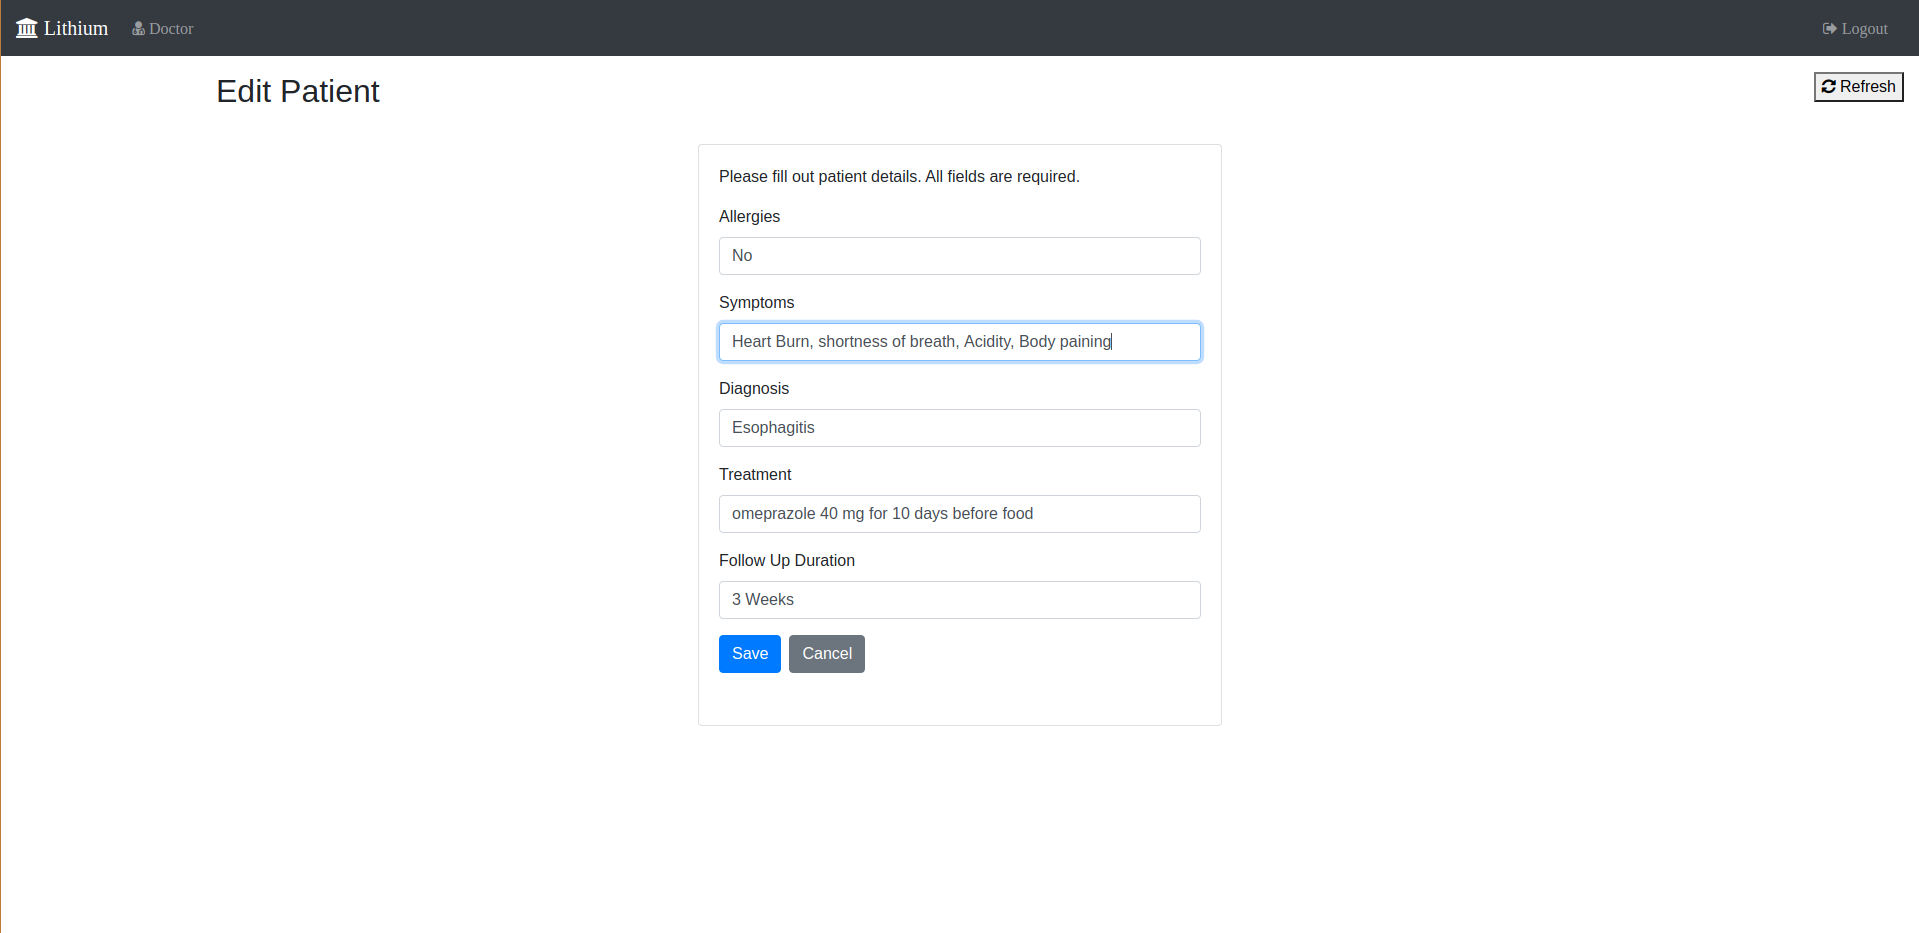 Lithium Doctor Logout
Edit Patient
Refresh
Please fill out patient details. All fields are required.
Allergies
No
Symptoms
Heart Burn, shortness of breath, Acidity, Body paining
Diagnosis
Esophagitis
Treatment
omeprazole 40 mg for 10 days before food
Follow Up Duration
3 Weeks
Save Cancel